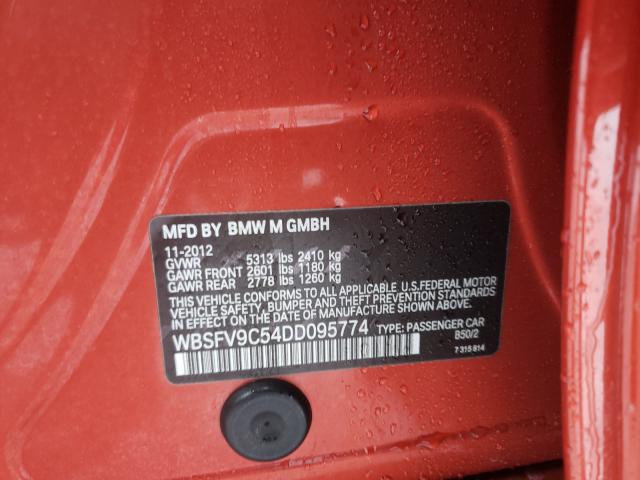 MFD BY BMW M GMBH
11-2012
GVWR 5313 lbs 2410 kg
GAWR FRONT 2601 lbs 1180 kg
GAWR REAR 2778 lbs 1260 kg
THIS VEHICLE CONFORMS TO ALL APPLICABLE U.S.FEDERAL MOTOR
VEHICLE SAFETY, BUMPER AND THEFT PREVENTION STANDARDS
IN EFFECT ON THE DATE OF MANUFACTURE SHOWN ABOVE.
WBSFV9C54DD095774 TYPE: PASSENGER CAR
B50/2
7 315 814